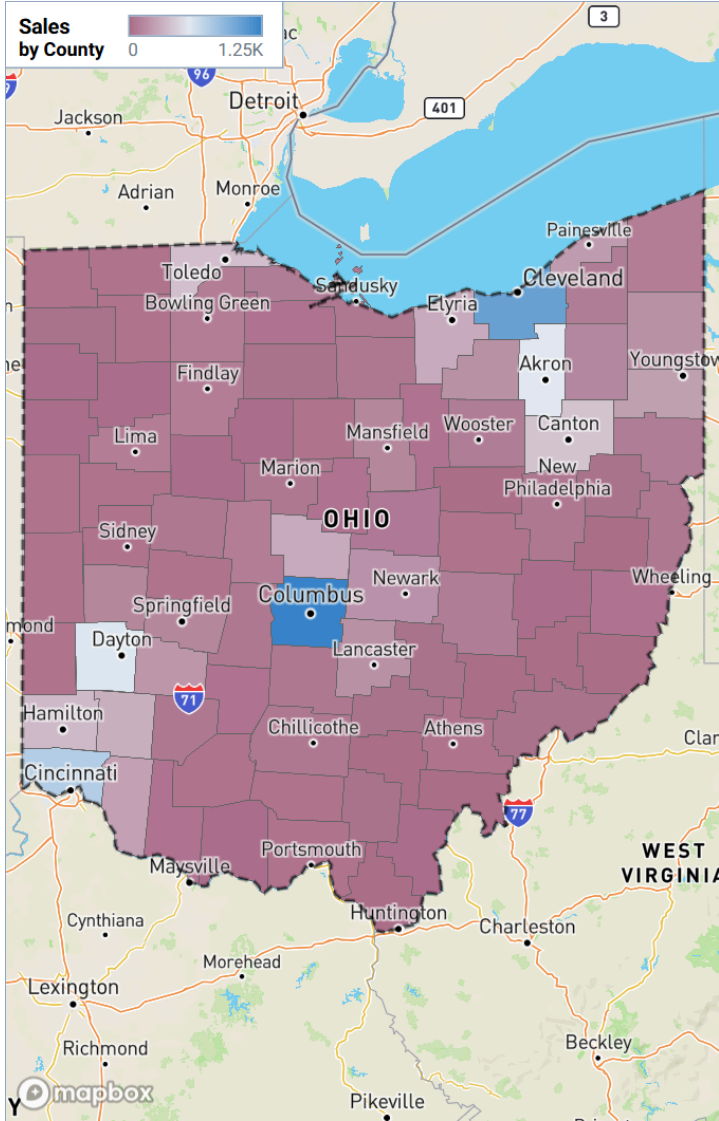 Sales
by County
0 1.25K
3
96
Detroit
401
Jackson
Adrian
Monroe
Painesville
Toledo
Cleveland
Sandusky
Bowling Green
Elyria
Akron
Youngstow
Findlay
Lima
Mansfield
Wooster
Canton
Marion
New
Philadelphia
OHIO
Sidney
Newark
Wheeling
Columbus
Springfield
mond
Dayton
Lancaster
71
Hamilton
Chillicothe
Athens
Clar
Cincinnati
77
Portsmouth
Maysville
WEST
VIRGINIA
Huntington
Cynthiana
Charleston
Morehead
Lexington
Richmond
Beckley
mapbox
Y
Pikeville